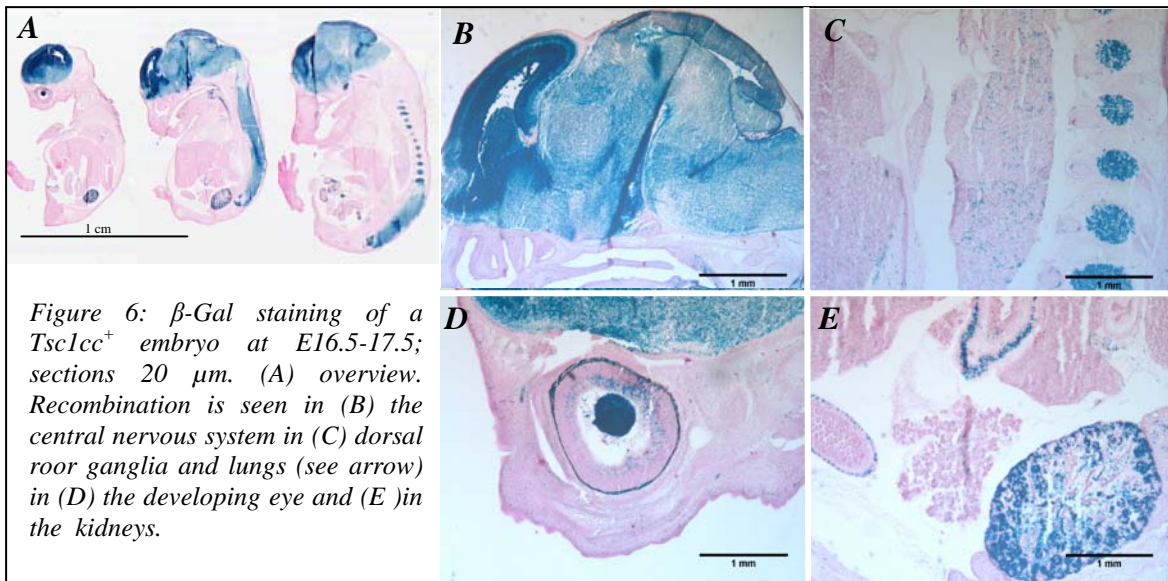 A
B
C
1 cm
1 mm
1 mm
Figure 6: β-Gal staining of a
Tsc1cc⁺ embryo at E16.5-17.5;
sections 20 µm. (A) overview.
Recombination is seen in (B) the
central nervous system in (C) dorsal
roor ganglia and lungs (see arrow)
in (D) the developing eye and (E )in
the kidneys.
D
E
1 mm
1 mm